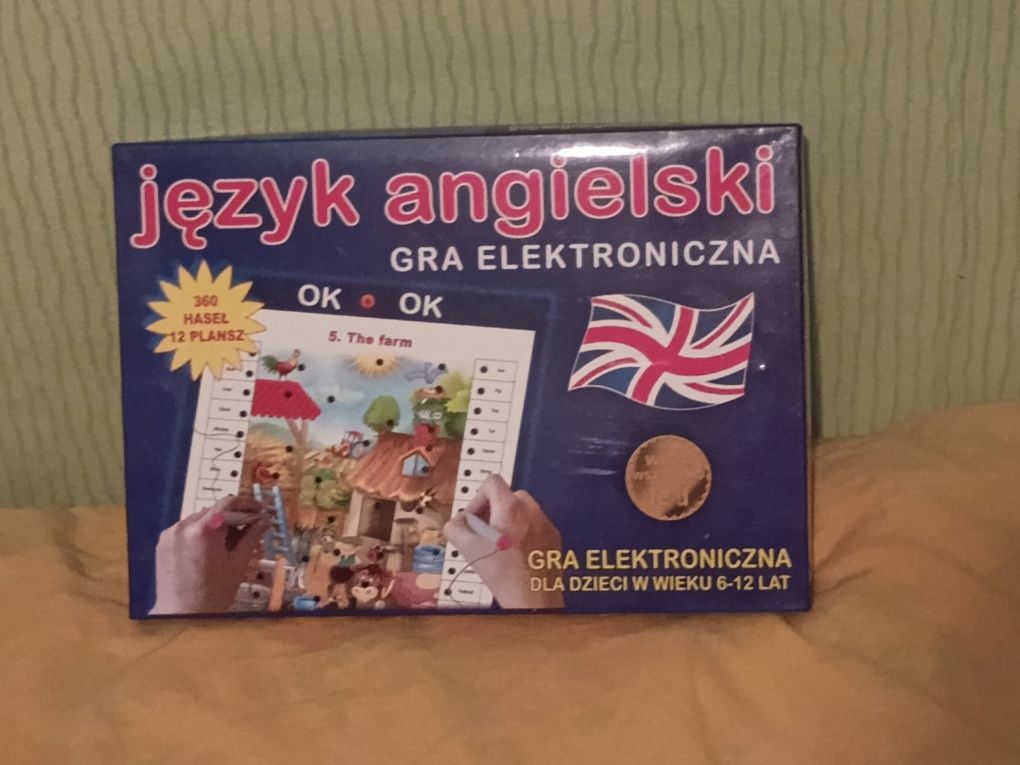 język angielski
GRA ELEKTRONICZNA
OK OK
360
HASEŁ
12 PLANSZ
5. The farm
GRA ELEKTRONICZNA
DLA DZIECI W WIEKU 6-12 LAT